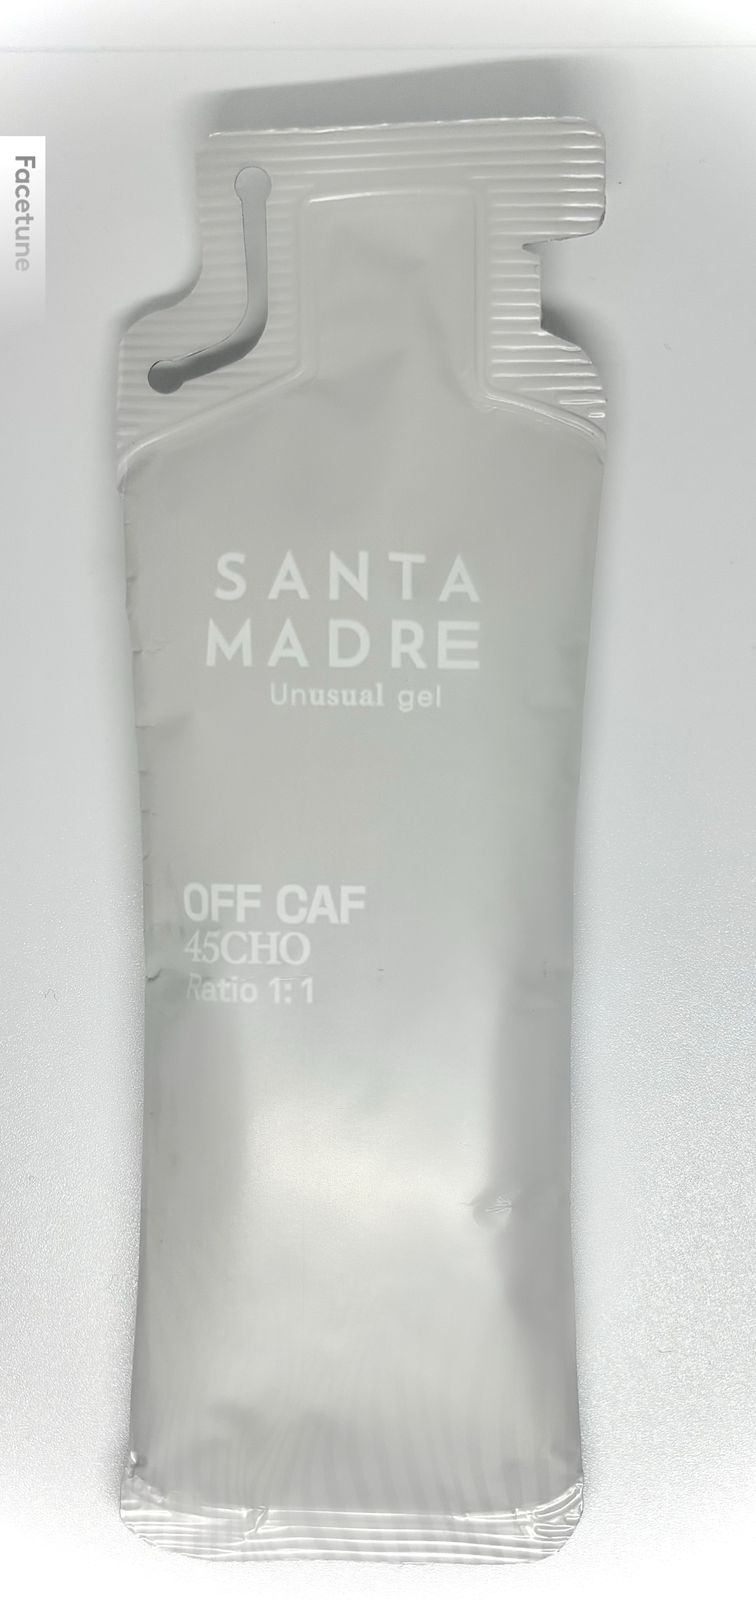 Facetune
SANTA
MADRE
Unusual gel
OFF CAF
45CHO
Ratio 1:1